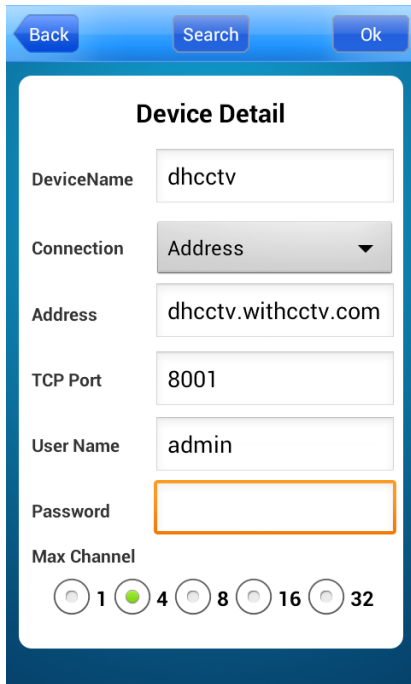 Back Search Ok
Device Detail
DeviceName dhcctv
Connection Address
Address dhcctv.withcctv.com
TCP Port 8001
User Name admin
Password
Max Channel
1 4 8 16 32